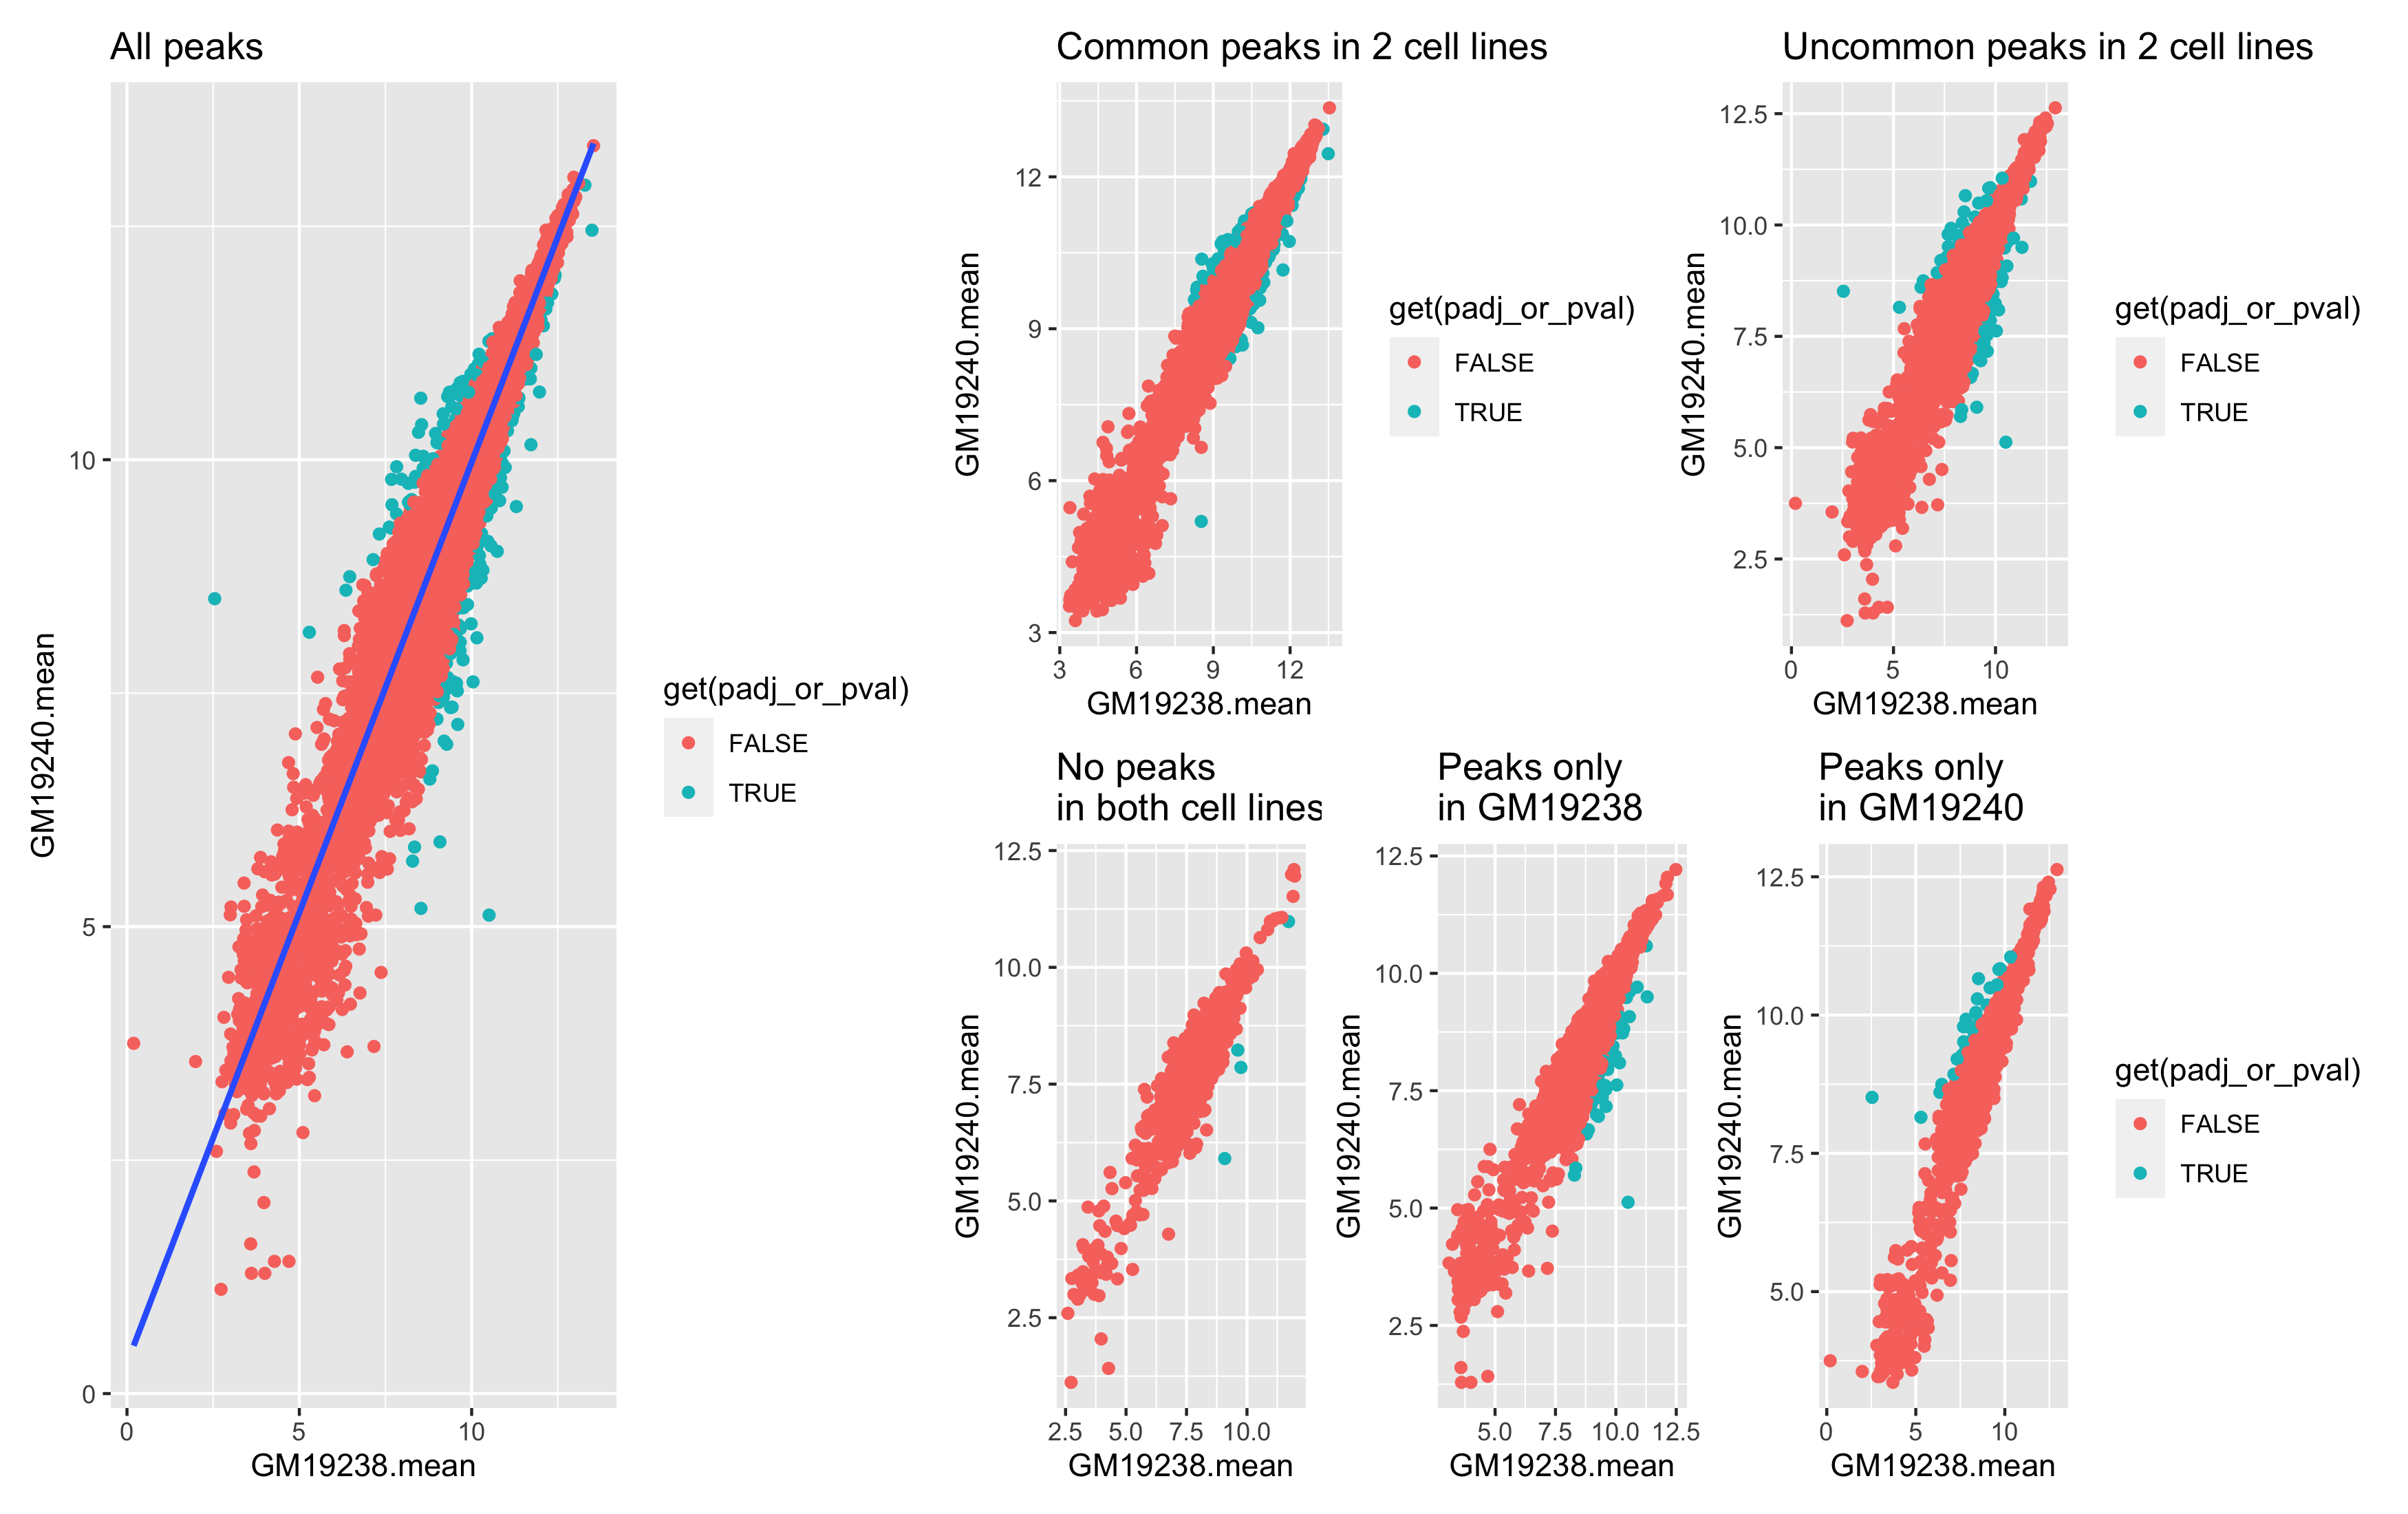 All peaks
GM19240.mean
10
5
0
0 5 10
GM19238.mean
get(padj_or_pval)
FALSE
TRUE
Common peaks in 2 cell lines
GM19240.mean
12
9
6
3
3 6 9 12
GM19238.mean
get(padj_or_pval)
FALSE
TRUE
Uncommon peaks in 2 cell lines
GM19240.mean
12.5
10.0
7.5
5.0
2.5
0 5 10
GM19238.mean
get(padj_or_pval)
FALSE
TRUE
No peaks
in both cell lines
GM19240.mean
12.5
10.0
7.5
5.0
2.5
2.5 5.0 7.5 10.0
GM19238.mean
Peaks only
in GM19238
GM19240.mean
12.5
10.0
7.5
5.0
2.5
5.0 7.5 10.0 12.5
GM19238.mean
Peaks only
in GM19240
GM19240.mean
12.5
10.0
7.5
5.0
0 5 10
GM19238.mean
get(padj_or_pval)
FALSE
TRUE